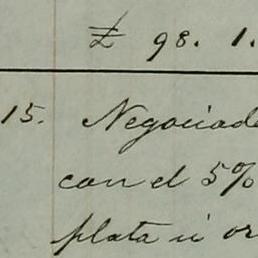 £ 98. 1.
15. Negociad
con el 5%
plata ú or